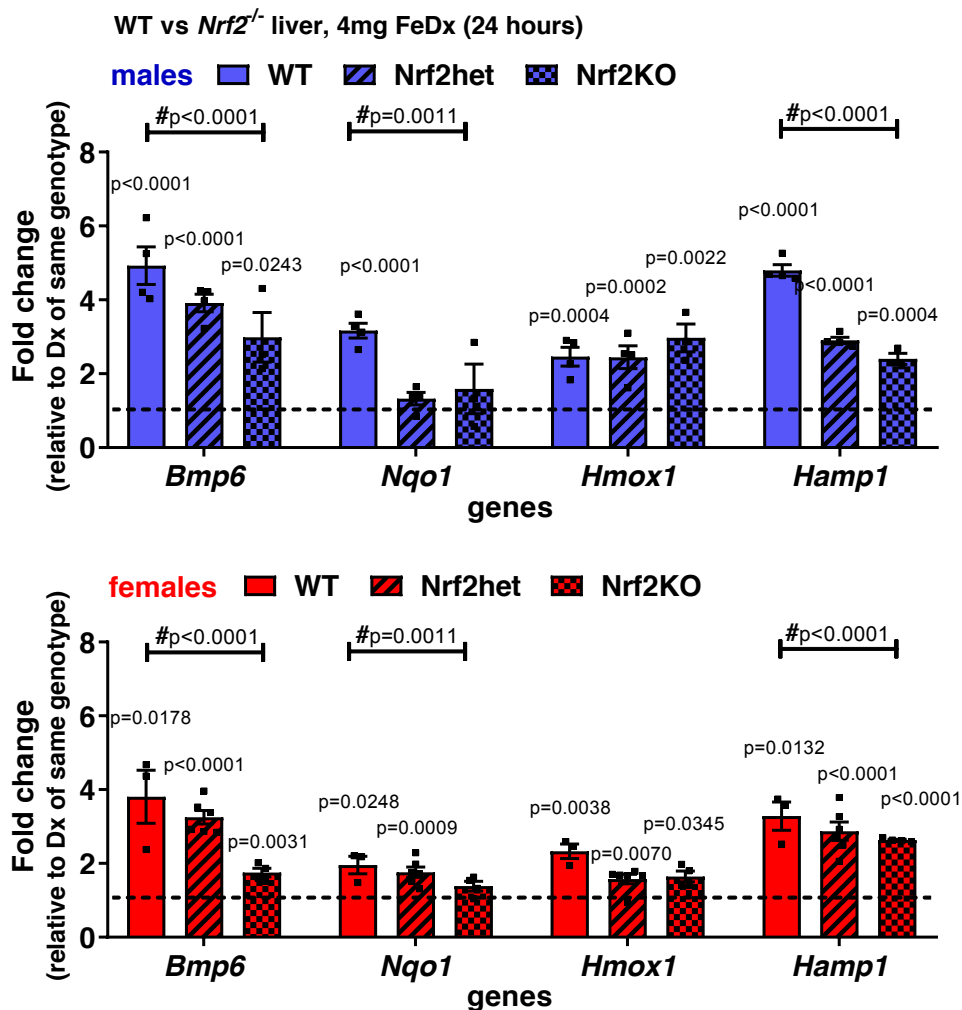 WT vs Nrf2-/- liver, 4mg FeDx (24 hours)
males WT Nrf2het Nrf2KO
#p<0.0001 #p=0.0011 #p<0.0001
p<0.0001 p<0.0001 p=0.0243 p<0.0001 p=0.0004 p=0.0002 p=0.0022 p<0.0001 p<0.0001 p=0.0004
Fold change
(relative to Dx of same genotype)
8
6
4
2
0
Bmp6 Nqo1 Hmox1 Hamp1
genes
females WT Nrf2het Nrf2KO
#p<0.0001 #p=0.0011 #p<0.0001
p=0.0178 p<0.0001 p=0.0031 p=0.0248 p=0.0009 p=0.0038 p=0.0070 p=0.0345 p=0.0132 p<0.0001 p<0.0001
Fold change
(relative to Dx of same genotype)
8
6
4
2
0
Bmp6 Nqo1 Hmox1 Hamp1
genes